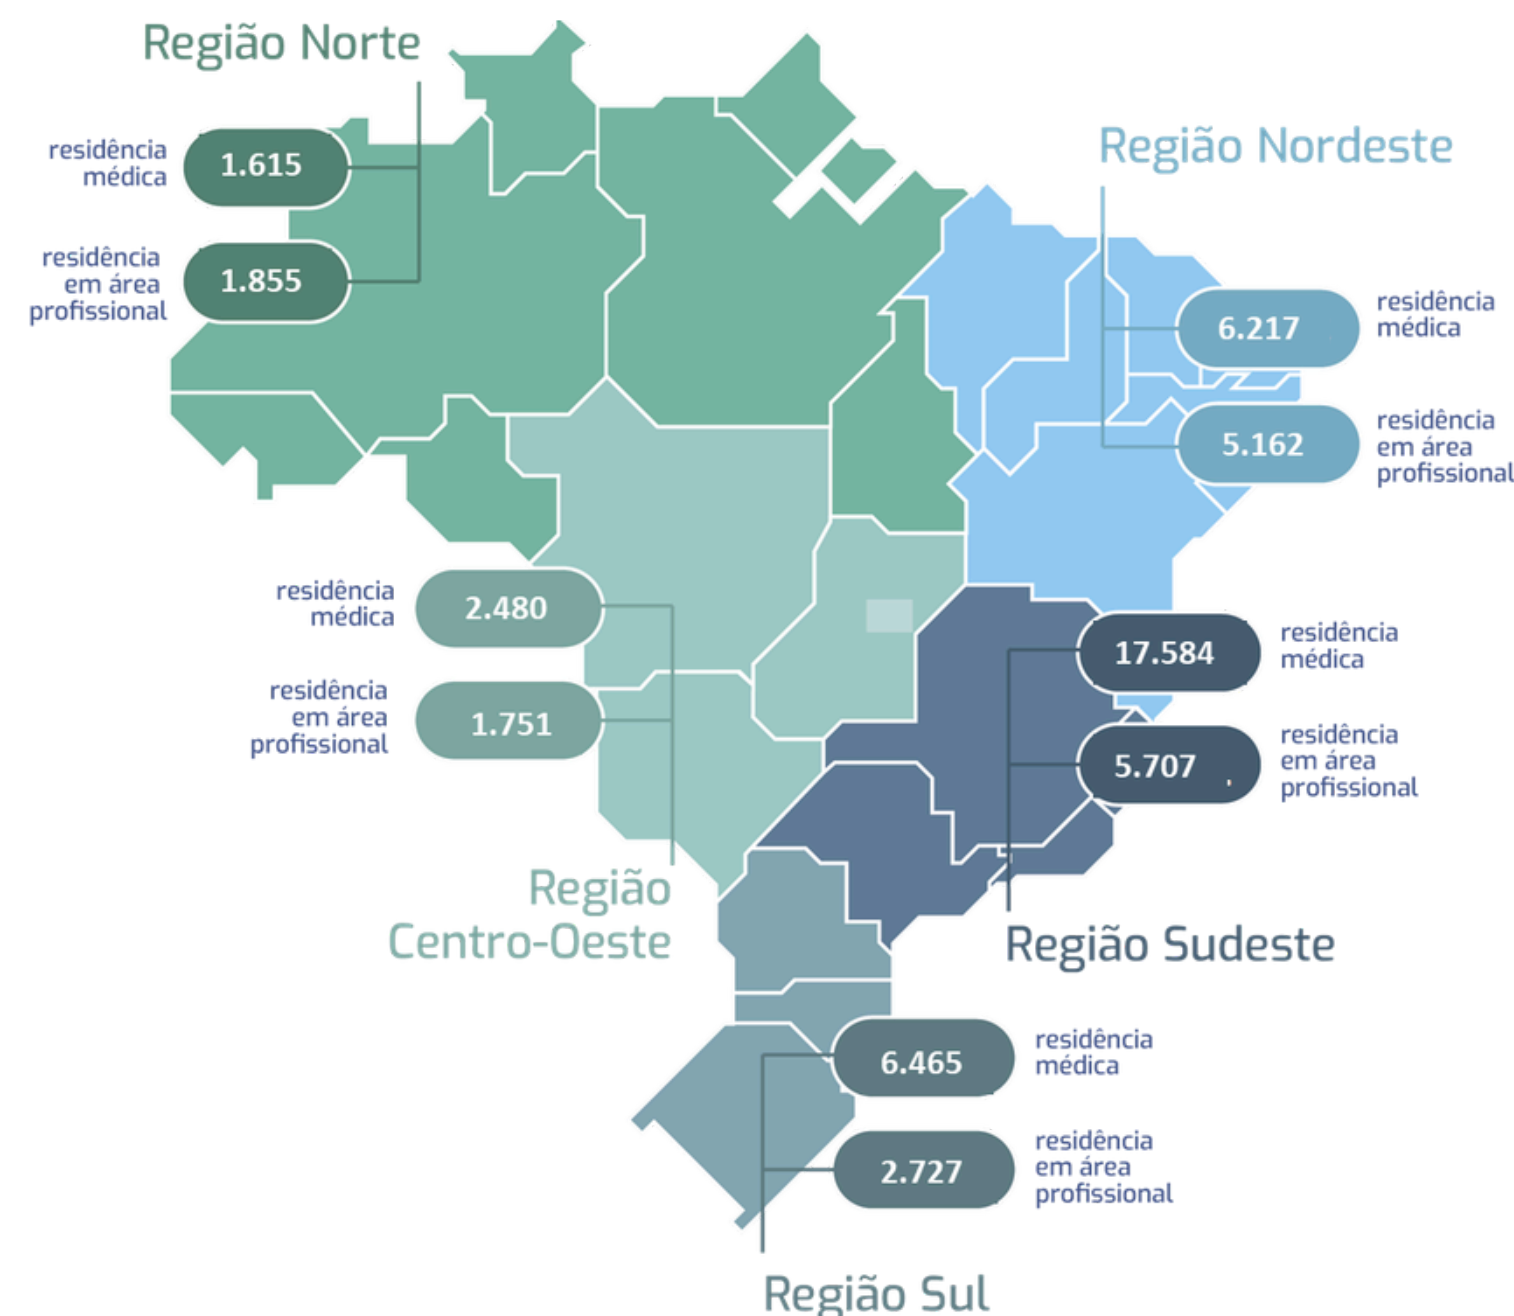 Região Norte
residência
médica
1.615
residência
em área
profissional
1.855
Região Nordeste
6.217
residência
médica
5.162
residência
em área
profissional
residência
médica
2.480
residência
em área
profissional
1.751
Região
Centro-Oeste
17.584
residência
médica
5.707
residência
em área
profissional
Região Sudeste
6.465
residência
médica
2.727
residência
em área
profissional
Região Sul